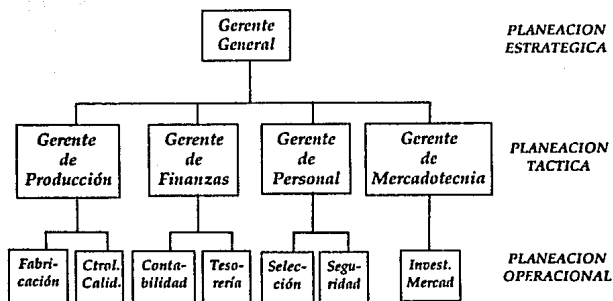 Gerente
General
PLANEACION
ESTRATEGICA
Gerente
de
Producción
Gerente
de
Finanzas
Gerente
de
Personal
Gerente
de
Mercadotecnia
PLANEACION
TACTICA
Fabri-
cación
Ctrol.
Calid.
Conta-
bilidad
Teso-
rería
Selec-
ción
Segu-
ridad
Invest.
Mercad
PLANEACION
OPERACIONAL